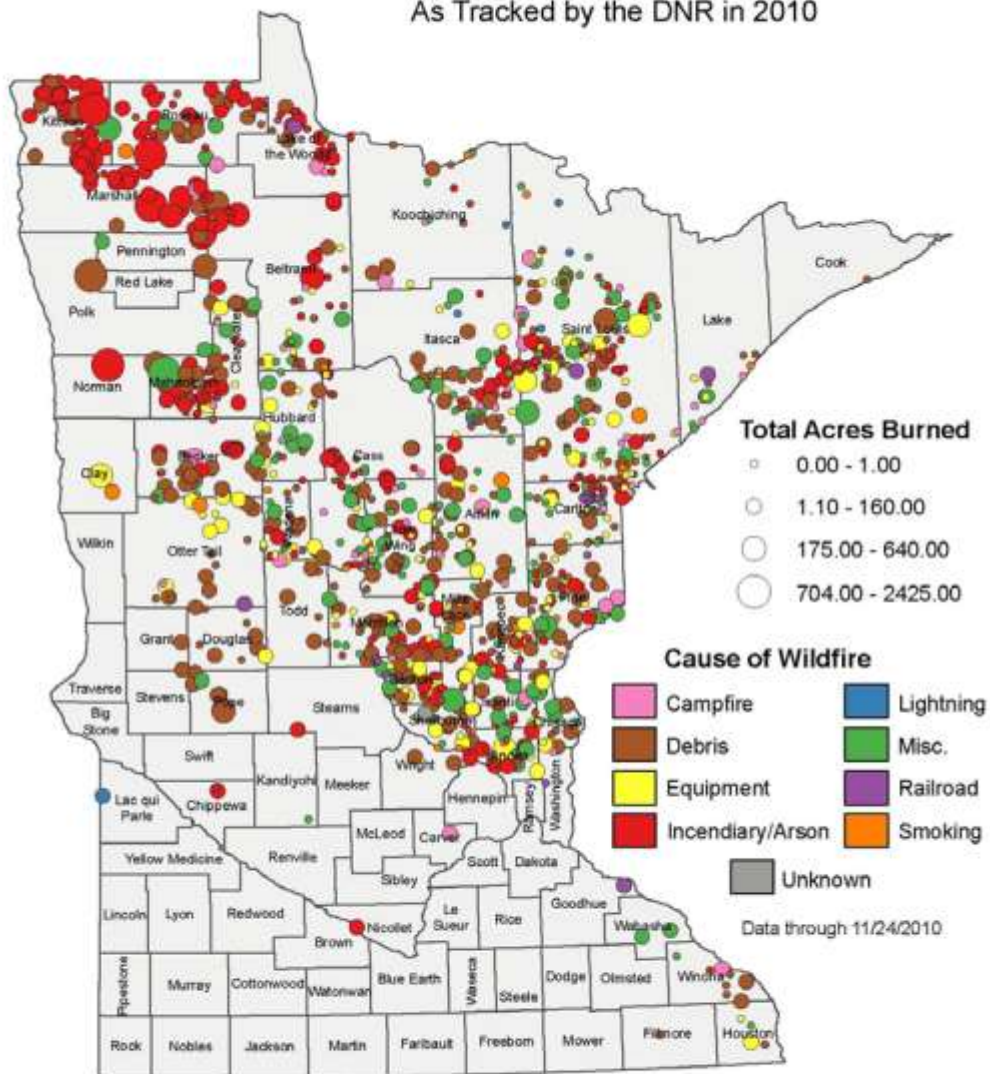 As Tracked by the DNR in 2010
Roseau
Lake of
the Woods
Marshall
Koochiching
Pennington
Beltrami
Red Lake
Cook
Polk
Lake
Itasca
Saint Louis
Clearwater
Norman
Mahnomen
Hubbard
Clay
Becker
Cass
Aitkin
Carlton
Wilkin
Otter Tail
Wing
Todd
Pine
Grant
Douglas
Traverse
Stevens
Pope
Stearns
Big
Stone
Swift
Kandiyohi
Meeker
Wright
Hennepin
Ramsey
Washington
Lac qui
Parle
Chippewa
McLeod
Carver
Scott
Dakota
Yellow Medicine
Renville
Sibley
Goodhue
Lincoln
Lyon
Redwood
Nicollet
Le
Sueur
Rice
Wabasha
Brown
Pipestone
Murray
Cottonwood
Watonwan
Blue Earth
Waseca
Steele
Dodge
Olmsted
Winona
Rock
Nobles
Jackson
Martin
Faribault
Freeborn
Mower
Fillmore
Houston
Total Acres Burned
0.00 - 1.00
1.10 - 160.00
175.00 - 640.00
704.00 - 2425.00
Cause of Wildfire
Campfire
Debris
Equipment
Incendiary/Arson
Lightning
Misc.
Railroad
Smoking
Unknown
Data through 11/24/2010